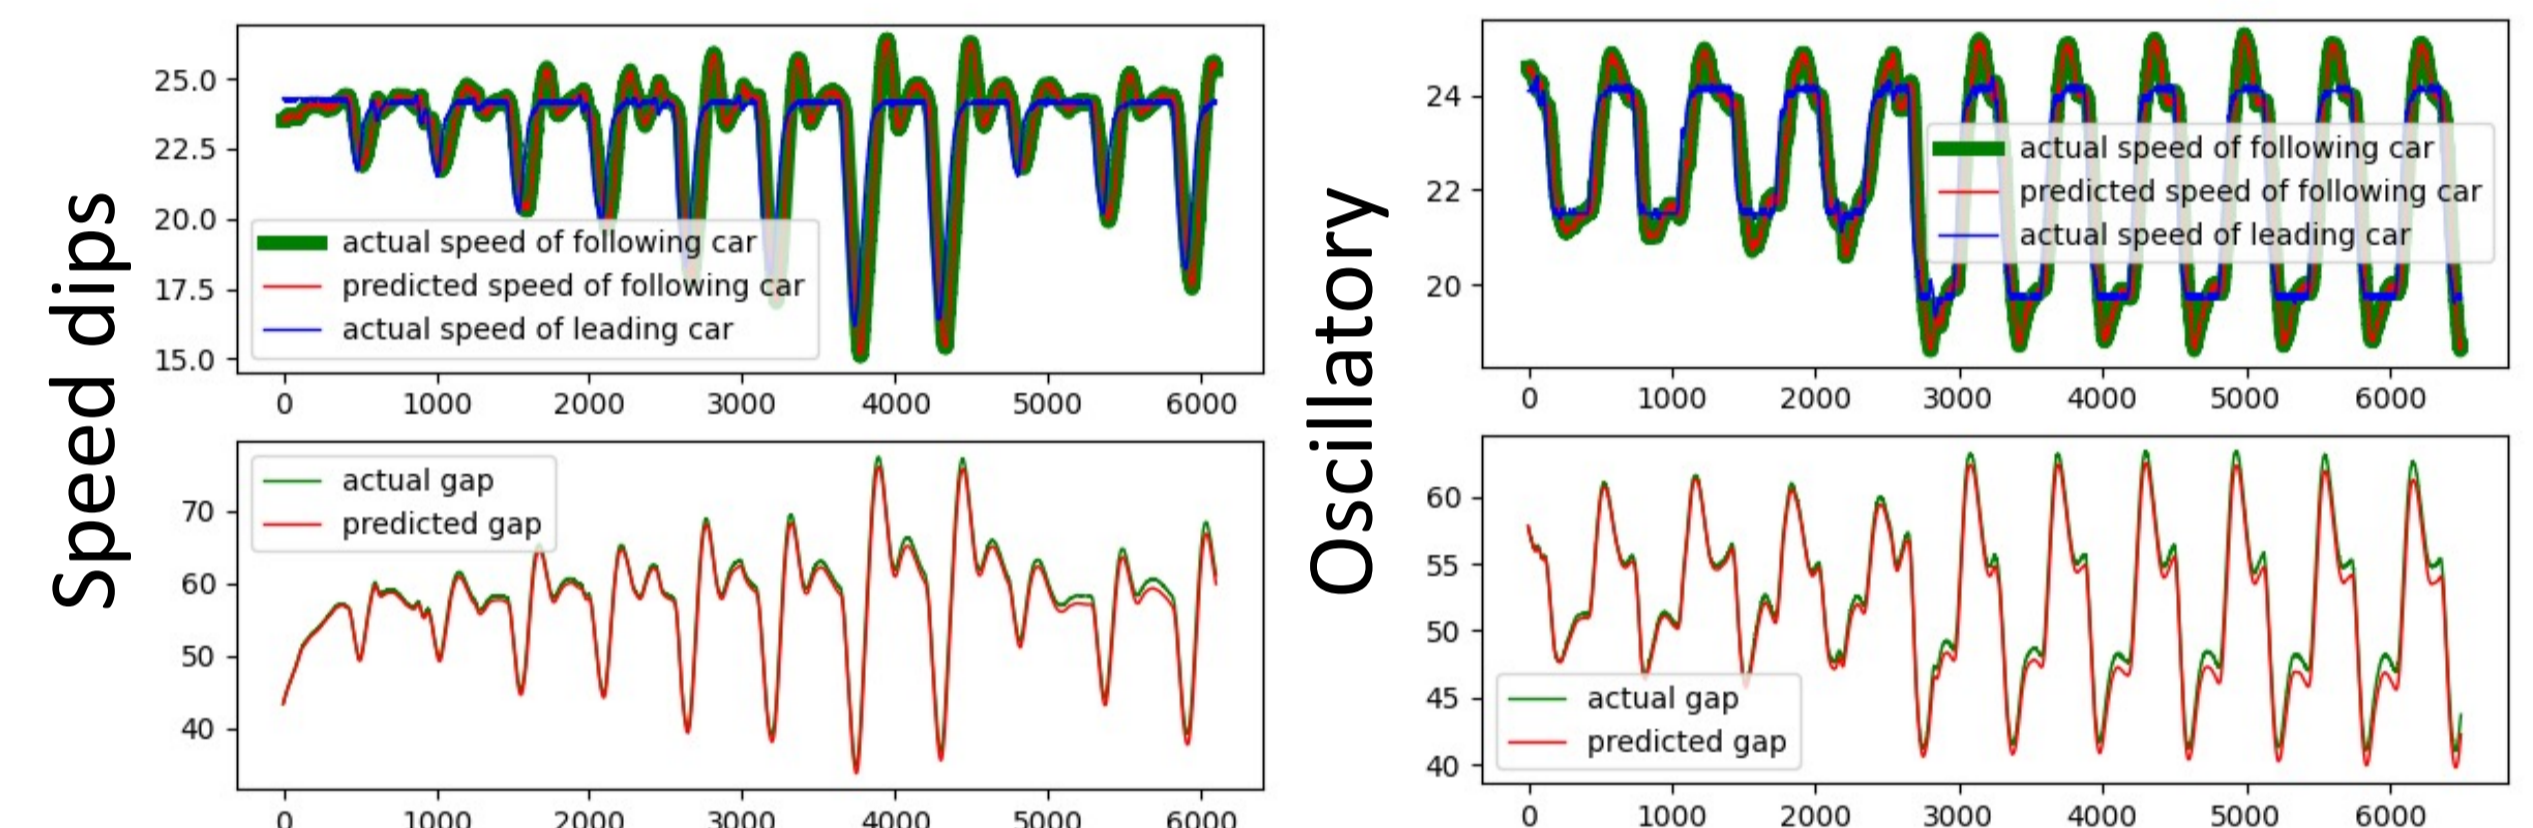 Speed dips
25.0
22.5
20.0
17.5
15.0
actual speed of following car
predicted speed of following car
actual speed of leading car
0 1000 2000 3000 4000 5000 6000
70
60
50
40
actual gap
predicted gap
0 1000 2000 3000 4000 5000 6000
Oscillatory
24
22
20
actual speed of following car
predicted speed of following car
actual speed of leading car
0 1000 2000 3000 4000 5000 6000
60
55
50
45
40
actual gap
predicted gap
0 1000 2000 3000 4000 5000 6000